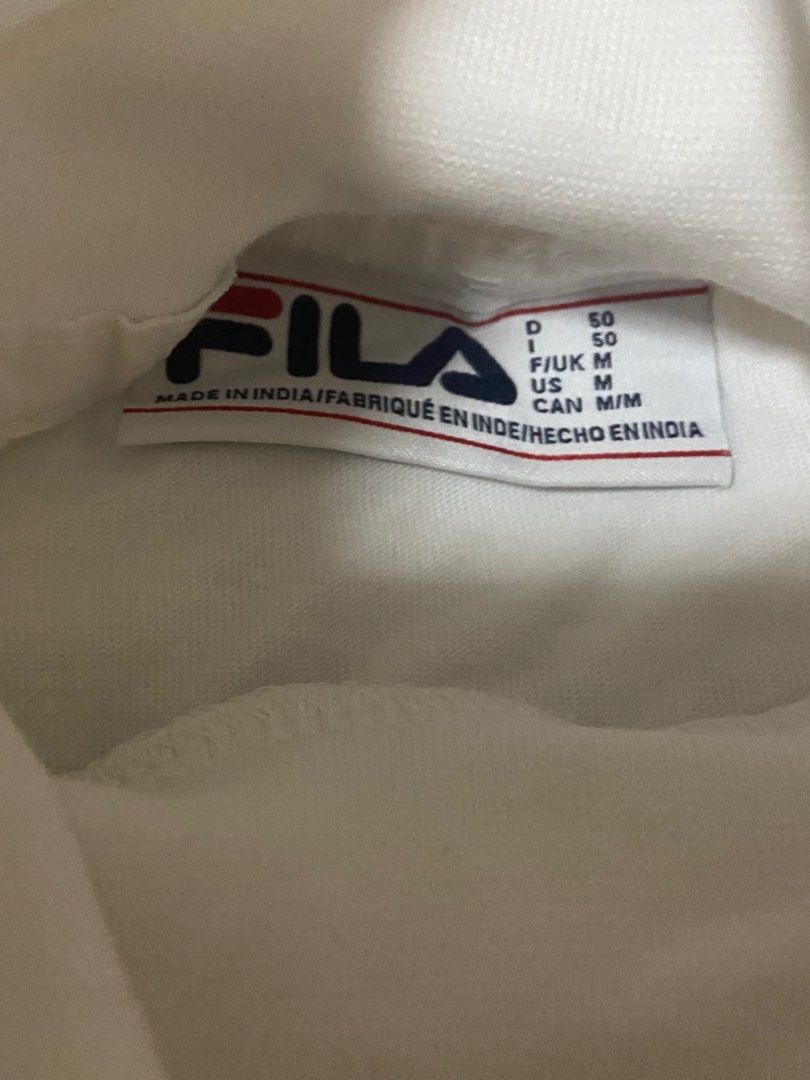 FILA
D 50
I 50
F/UK M
US M
CAN M/M
MADE IN INDIA/FABRIQUÉ EN INDE/HECHO EN INDIA